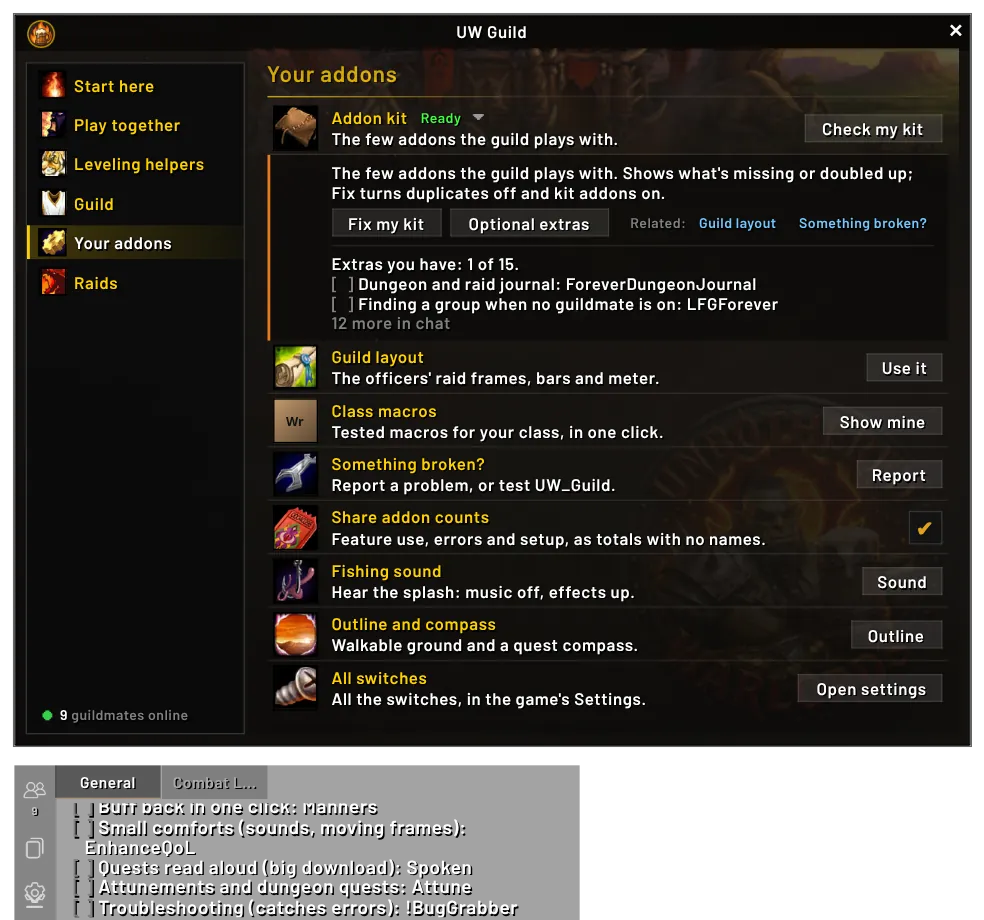 UW Guild
Start here
Play together
Leveling helpers
Guild
Your addons
Raids
9 guildmates online
Your addons
Addon kit Ready
The few addons the guild plays with.
Check my kit
The few addons the guild plays with. Shows what's missing or doubled up;
Fix turns duplicates off and kit addons on.
Fix my kit
Optional extras
Related: Guild layout Something broken?
Extras you have: 1 of 15.
[ ] Dungeon and raid journal: ForeverDungeonJournal
[ ] Finding a group when no guildmate is on: LFGForever
12 more in chat
Guild layout
The officers' raid frames, bars and meter.
Use it
Wr
Class macros
Tested macros for your class, in one click.
Show mine
Something broken?
Report a problem, or test UW_Guild.
Report
Share addon counts
Feature use, errors and setup, as totals with no names.
Fishing sound
Hear the splash: music off, effects up.
Sound
Outline and compass
Walkable ground and a quest compass.
Outline
All switches
All the switches, in the game's Settings.
Open settings
General
Combat L...
9
[ ] Buff back in one click: Manners
[ ] Small comforts (sounds, moving frames):
EnhanceQoL
[ ] Quests read aloud (big download): Spoken
[ ] Attunements and dungeon quests: Attune
[ ] Troubleshooting (catches errors): !BugGrabber